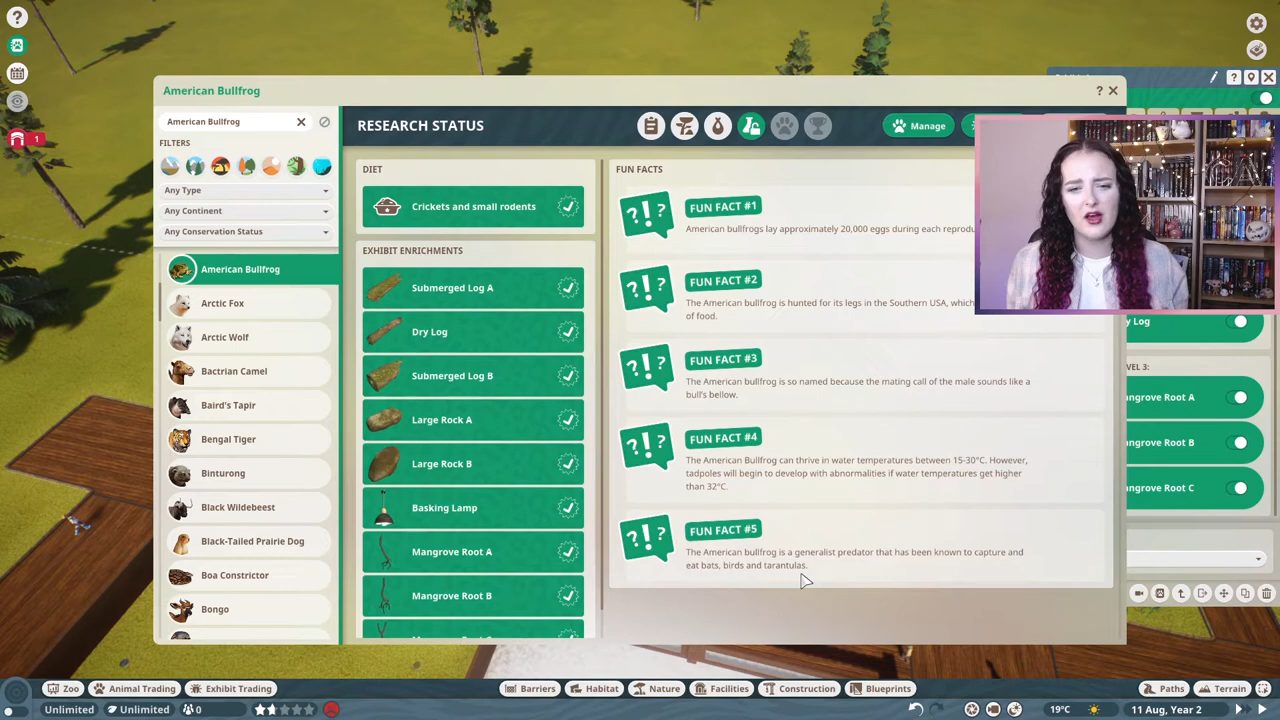 American Bullfrog
American Bullfrog
FILTERS
Any Type
Any Continent
Any Conservation Status
American Bullfrog
Arctic Fox
Arctic Wolf
Bactrian Camel
Baird's Tapir
Bengal Tiger
Binturong
Black Wildebeest
Black-Tailed Prairie Dog
Boa Constrictor
Bongo
1
RESEARCH STATUS
Manage
DIET
Crickets and small rodents
EXHIBIT ENRICHMENTS
Submerged Log A
Dry Log
Submerged Log B
Large Rock A
Large Rock B
Basking Lamp
Mangrove Root A
Mangrove Root B
FUN FACTS
FUN FACT #1
American bullfrogs lay approximately 20,000 eggs during each
FUN FACT #2
The American bullfrog is hunted for its legs in the Southern USA, which
of food.
FUN FACT #3
The American bullfrog is so named because the mating call of the male sounds like a
bull's bellow.
FUN FACT #4
The American Bullfrog can thrive in water temperatures between 15-30°C. However,
tadpoles will begin to develop with abnormalities if water temperatures get higher
than 32°C.
FUN FACT #5
The American bullfrog is a generalist predator that has been known to capture and
eat bats, birds and tarantulas.
Log
3:
Root A
Root B
Root C
Zoo
Animal Trading
Exhibit Trading
Barriers
Habitat
Nature
Facilities
Construction
Blueprints
Paths
Terrain
Unlimited
Unlimited
0
19°C
11 Aug, Year 2